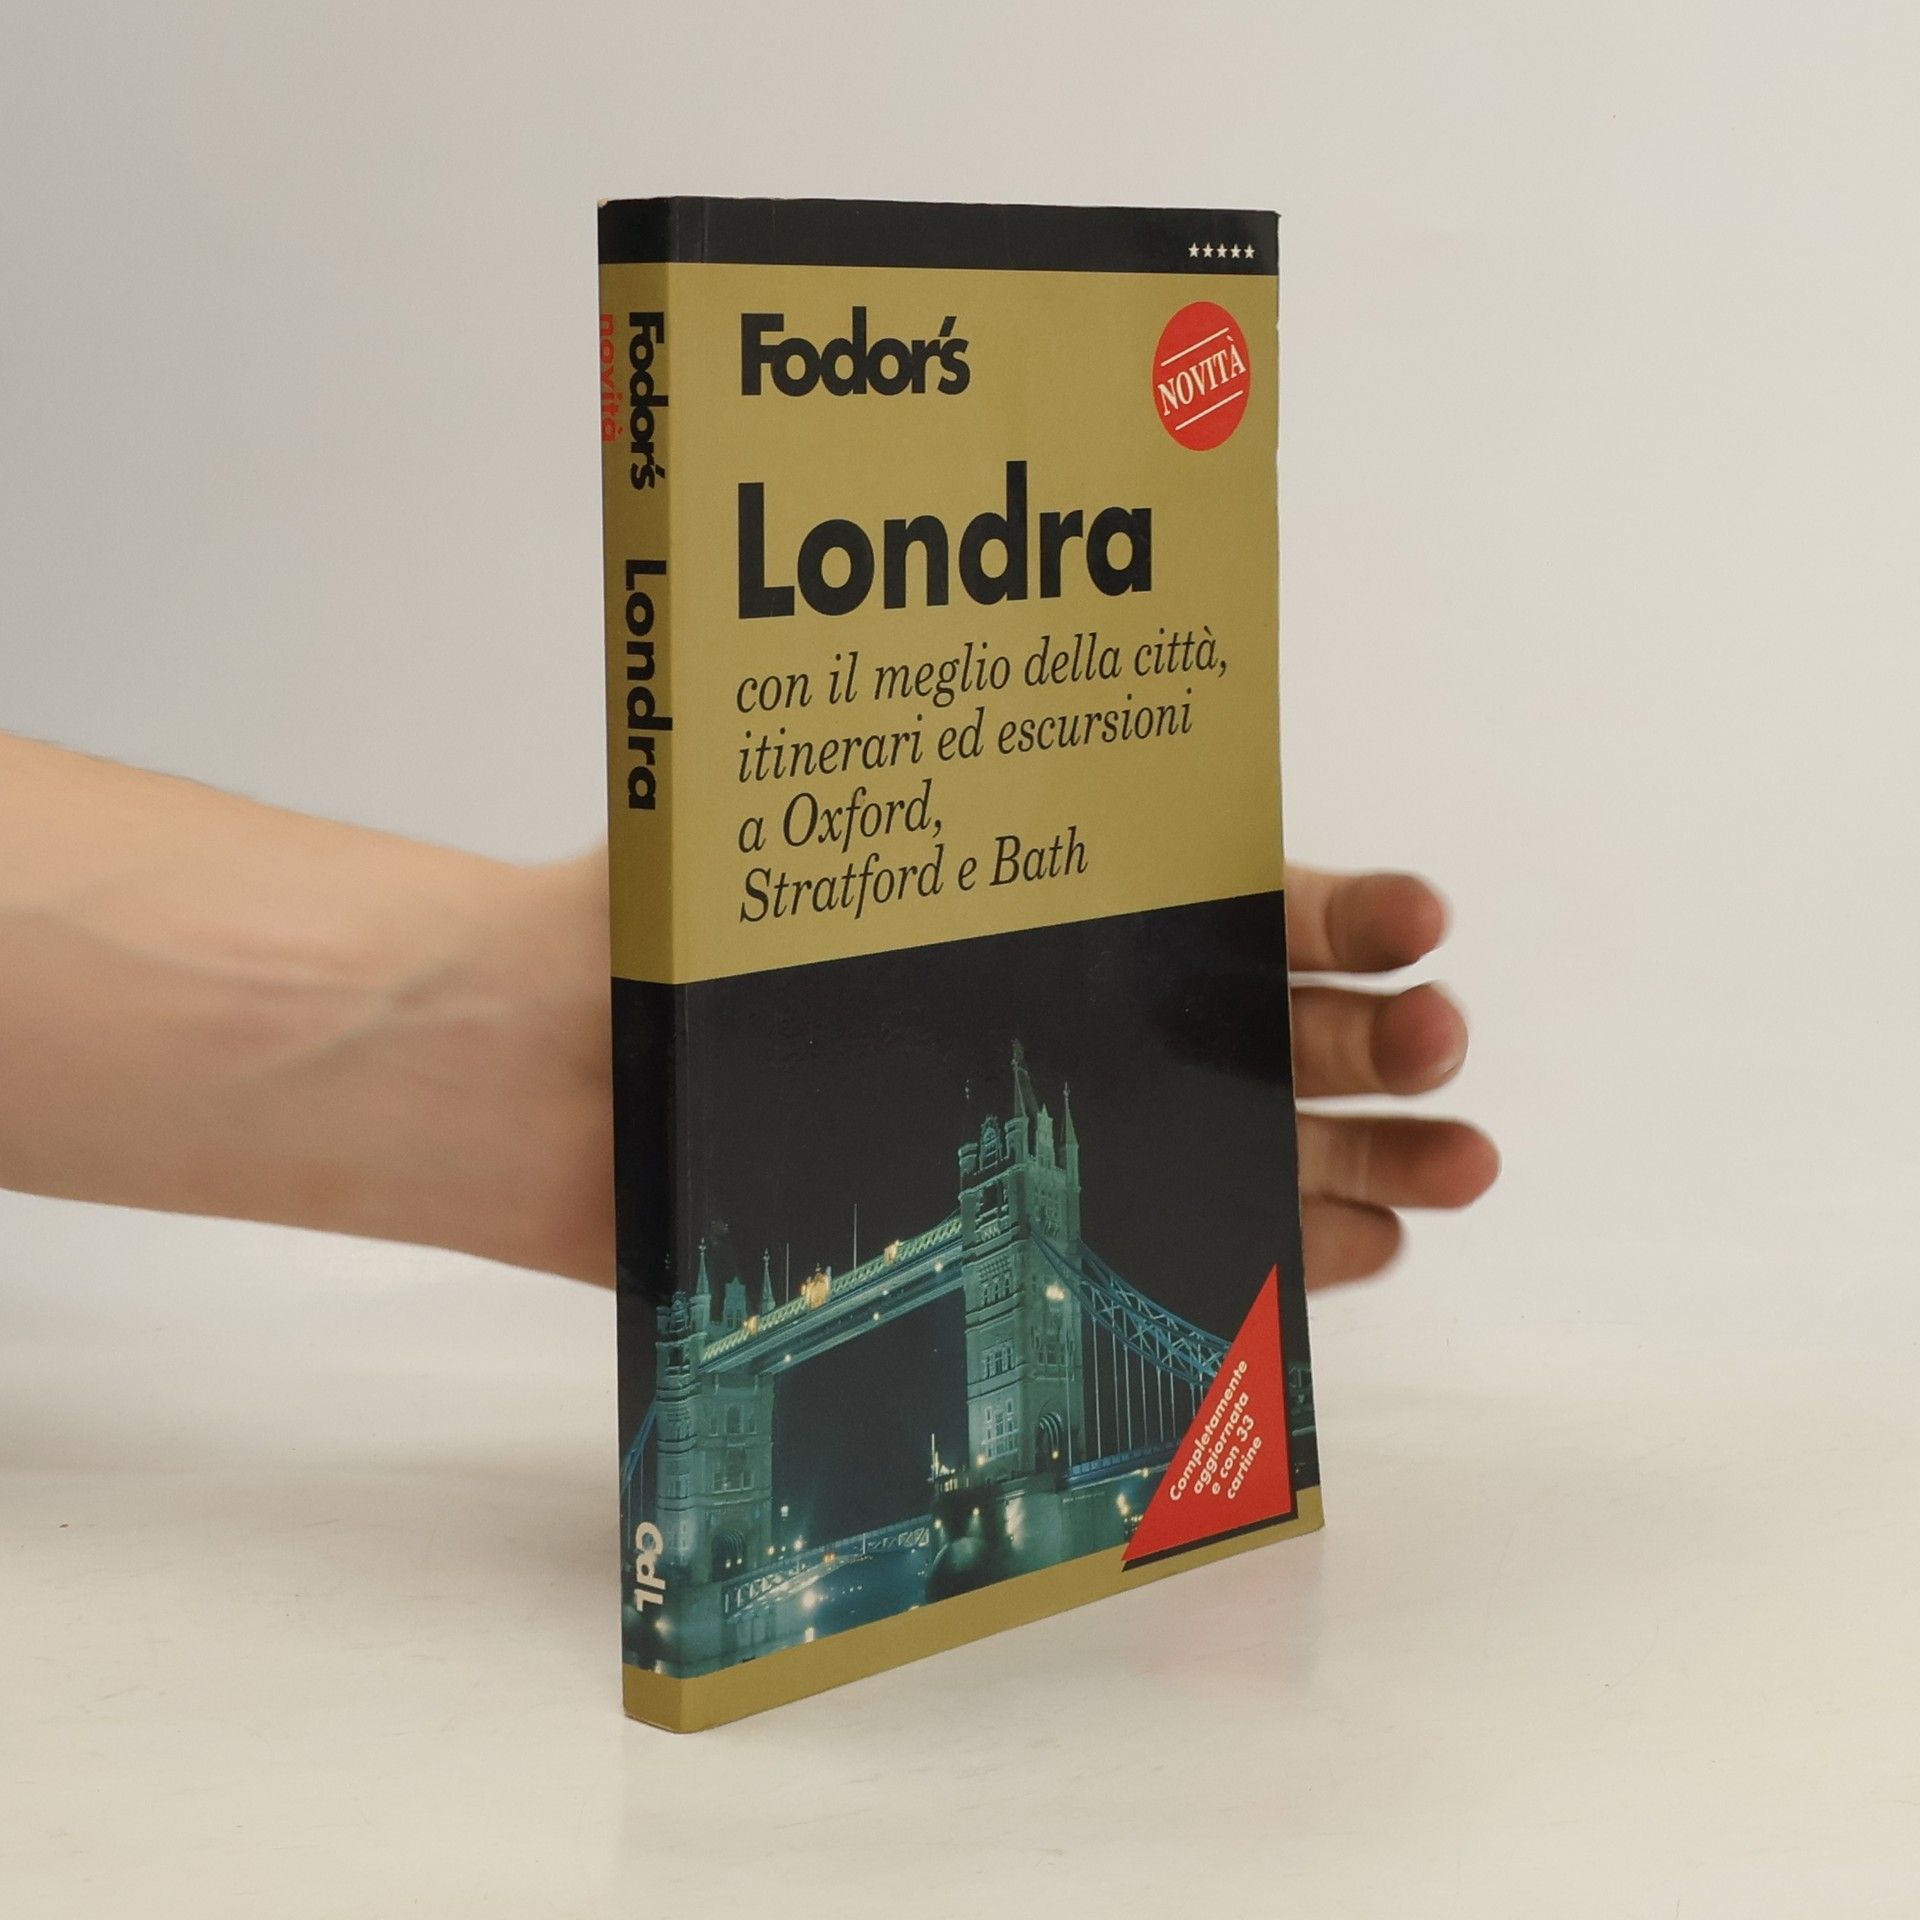 Fodor's
NOVITÀ
Londra
con il meglio della città,
itinerari ed escursioni
a Oxford,
Stratford e Bath
Completamente
aggiornata
e con 33
cartine
Fodor's Londra
novità